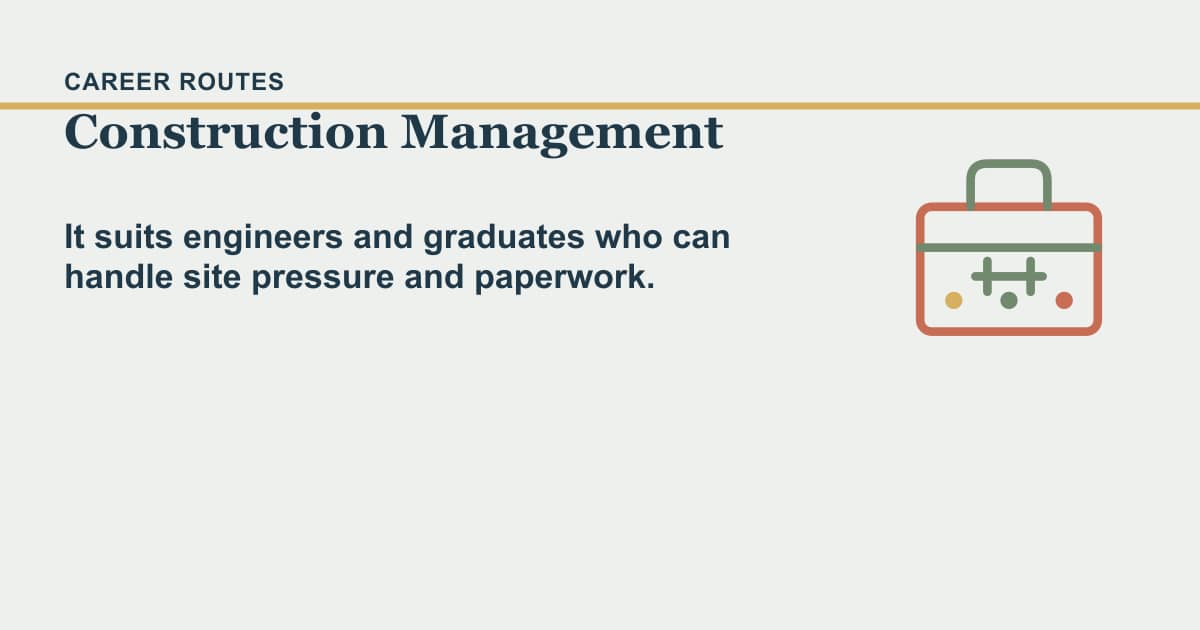 CAREER ROUTES
Construction Management
It suits engineers and graduates who can
handle site pressure and paperwork.